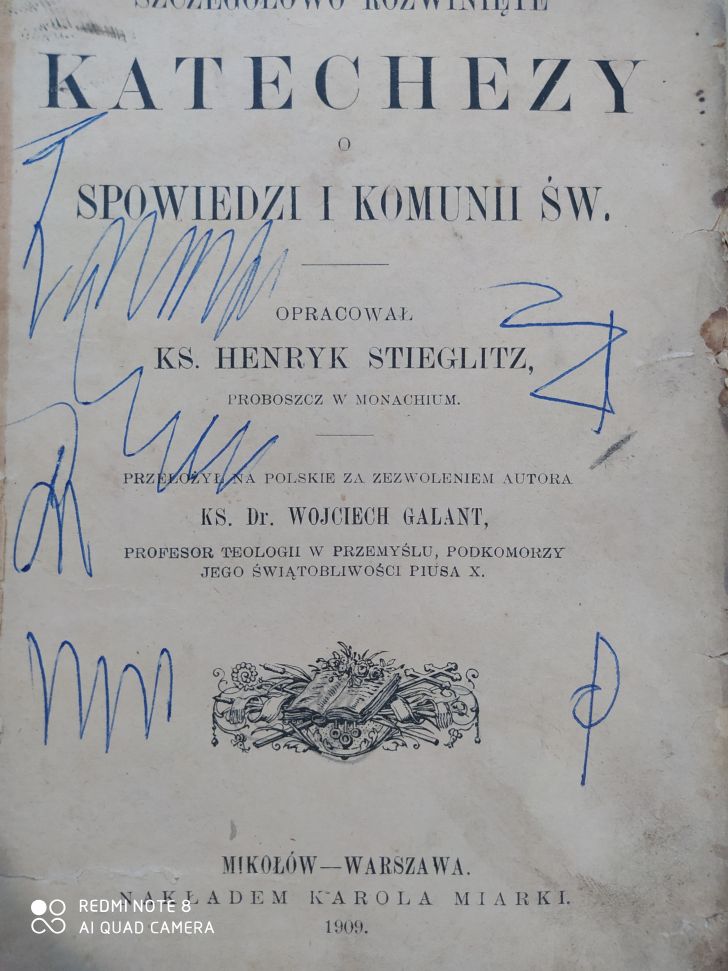 SZCZEGÓŁOWO ROZWINIĘTE
KATECHEZY
O
SPOWIEDZI I KOMUNII ŚW.
OPRACOWAŁ
KS. HENRYK STIEGLITZ,
PROBOSZCZ W MONACHIUM.
PRZEŁOŻYŁ NA POLSKIE ZA ZEZWOLENIEM AUTORA
KS. Dr. WOJCIECH GALANT,
PROFESOR TEOLOGII W PRZEMYŚLU, PODKOMORZY
JEGO ŚWIĄTOBLIWOŚCI PIUSA X.
MIKOŁÓW—WARSZAWA.
NAKŁADEM KAROLA MIARKI.
1909.
REDMI NOTE 8
AI QUAD CAMERA